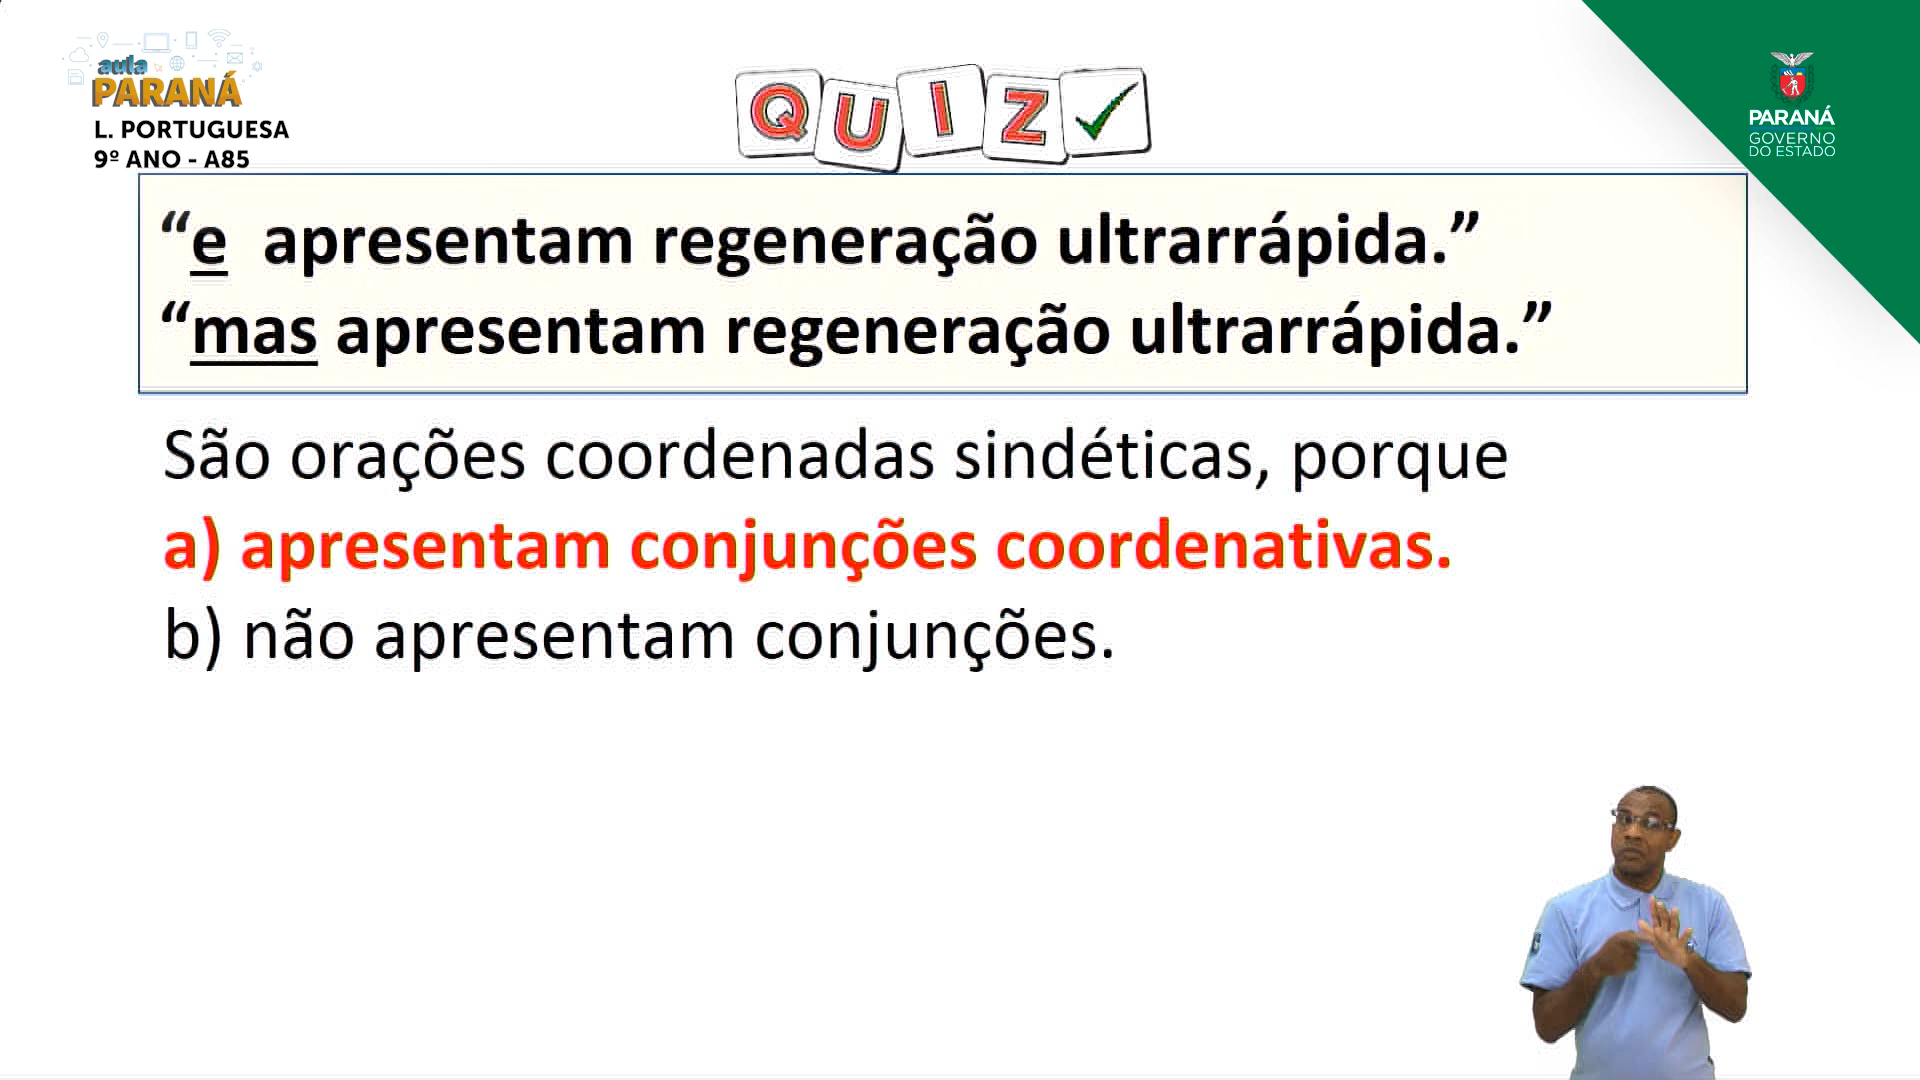 aula
PARANÁ
L. PORTUGUESA
9º ANO - A85
QUIZ
PARANÁ
GOVERNO
DO ESTADO
“e apresentam regeneração ultrarrápida.”
“mas apresentam regeneração ultrarrápida.”
São orações coordenadas sindéticas, porque
a) apresentam conjunções coordenativas.
b) não apresentam conjunções.